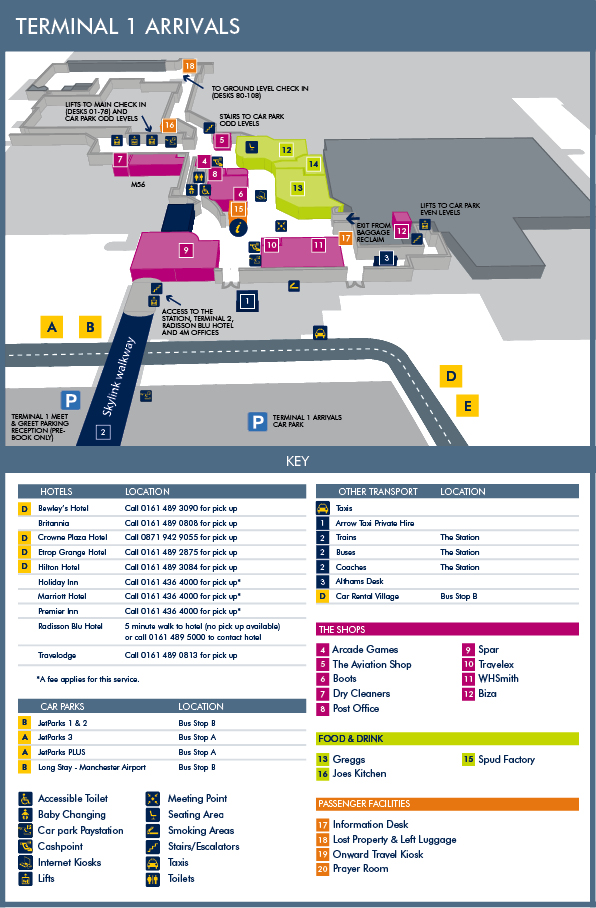 TERMINAL 1 ARRIVALS
18
TO GROUND LEVEL CHECK IN
(DESKS 80-108)
LIFTS TO MAIN CHECK IN
(DESKS 01-78) AND
CAR PARK ODD LEVELS
STAIRS TO CAR PARK
ODD LEVELS
16
5
12
14
7
4
8
13
M56
6
15
LIFTS TO CAR PARK
EVEN LEVELS
EXIT FROM
BAGGAGE
RECLAIM
17
12
9
10
11
3
1
ACCESS TO THE
STATION, TERMINAL 2,
RADISSON BLU HOTEL
AND 4M OFFICES
A
B
Skylink walkway
D
E
P
TERMINAL 1 MEET
& GREET PARKING
RECEPTION (PRE-
BOOK ONLY)
2
P
TERMINAL 1 ARRIVALS
CAR PARK
KEY
HOTELS LOCATION
D Bewley's Hotel Call 0161 489 3090 for pick up
Britannia Call 0161 489 0808 for pick up
D Crowne Plaza Hotel Call 0871 942 9055 for pick up
D Etrop Grange Hotel Call 0161 489 2875 for pick up
D Hilton Hotel Call 0161 489 3084 for pick up
Holiday Inn Call 0161 436 4000 for pick up*
Marriott Hotel Call 0161 436 4000 for pick up*
Premier Inn Call 0161 436 4000 for pick up*
Radisson Blu Hotel 5 minute walk to hotel (no pick up available)
or call 0161 489 5000 to contact hotel
Travelodge Call 0161 489 0813 for pick up
*A fee applies for this service.
CAR PARKS LOCATION
B JetParks 1 & 2 Bus Stop B
A JetParks 3 Bus Stop A
A JetParks PLUS Bus Stop A
B Long Stay - Manchester Airport Bus Stop B
Accessible Toilet
Baby Changing
Car park Paystation
Cashpoint
Internet Kiosks
Lifts
Meeting Point
Seating Area
Smoking Areas
Stairs/Escalators
Taxis
Toilets
OTHER TRANSPORT LOCATION
Taxis
1 Arrow Taxi Private Hire
2 Trains The Station
2 Buses The Station
2 Coaches The Station
3 Althams Desk
D Car Rental Village Bus Stop B
THE SHOPS
4 Arcade Games
5 The Aviation Shop
6 Boots
7 Dry Cleaners
8 Post Office
9 Spar
10 Travelex
11 WHSmith
12 Biza
FOOD & DRINK
13 Greggs
16 Joes Kitchen
15 Spud Factory
PASSENGER FACILITIES
17 Information Desk
18 Lost Property & Left Luggage
19 Onward Travel Kiosk
20 Prayer Room